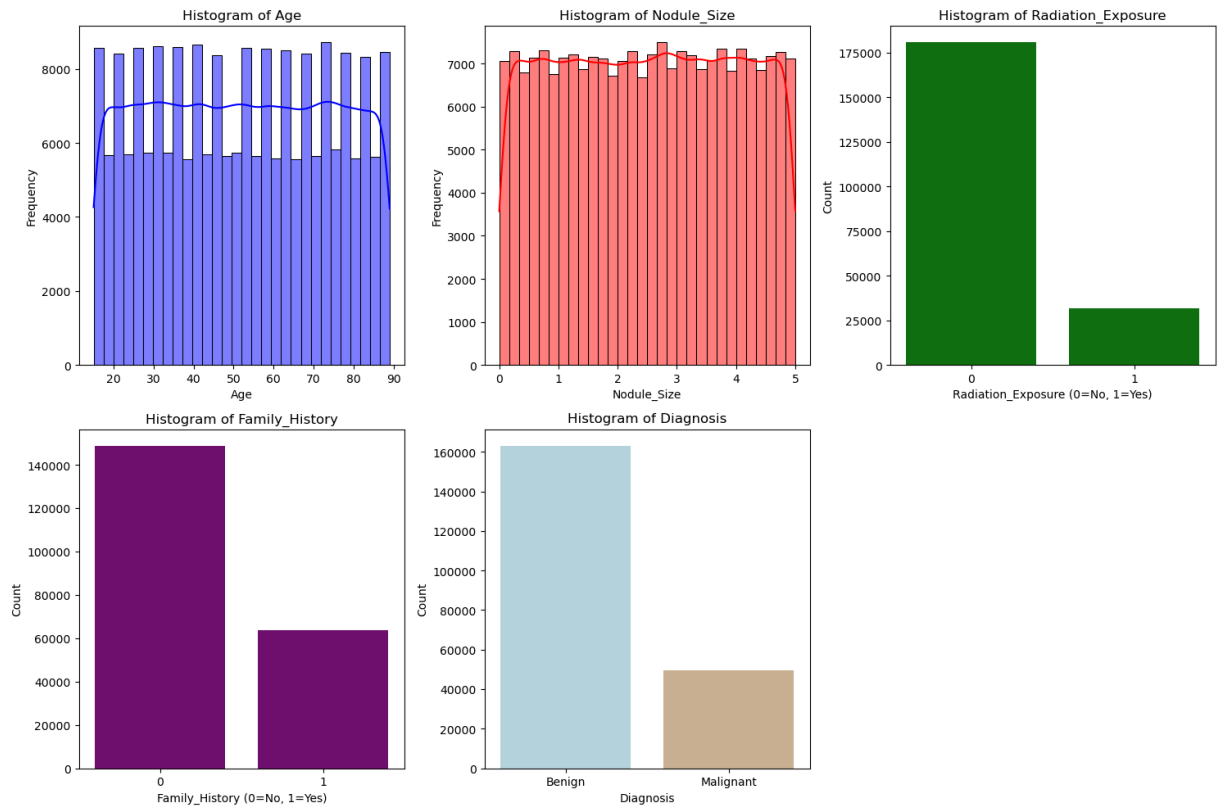 Histogram of Age
Frequency
8000
6000
4000
2000
0
20 30 40 50 60 70 80 90
Age
Histogram of Nodule_Size
Frequency
7000
6000
5000
4000
3000
2000
1000
0
0 1 2 3 4 5
Nodule_Size
Histogram of Radiation_Exposure
Count
175000
150000
125000
100000
75000
50000
25000
0
0 1
Radiation_Exposure (0=No, 1=Yes)
Histogram of Family_History
Count
140000
120000
100000
80000
60000
40000
20000
0
0 1
Family_History (0=No, 1=Yes)
Histogram of Diagnosis
Count
160000
140000
120000
100000
80000
60000
40000
20000
0
Benign Malignant
Diagnosis